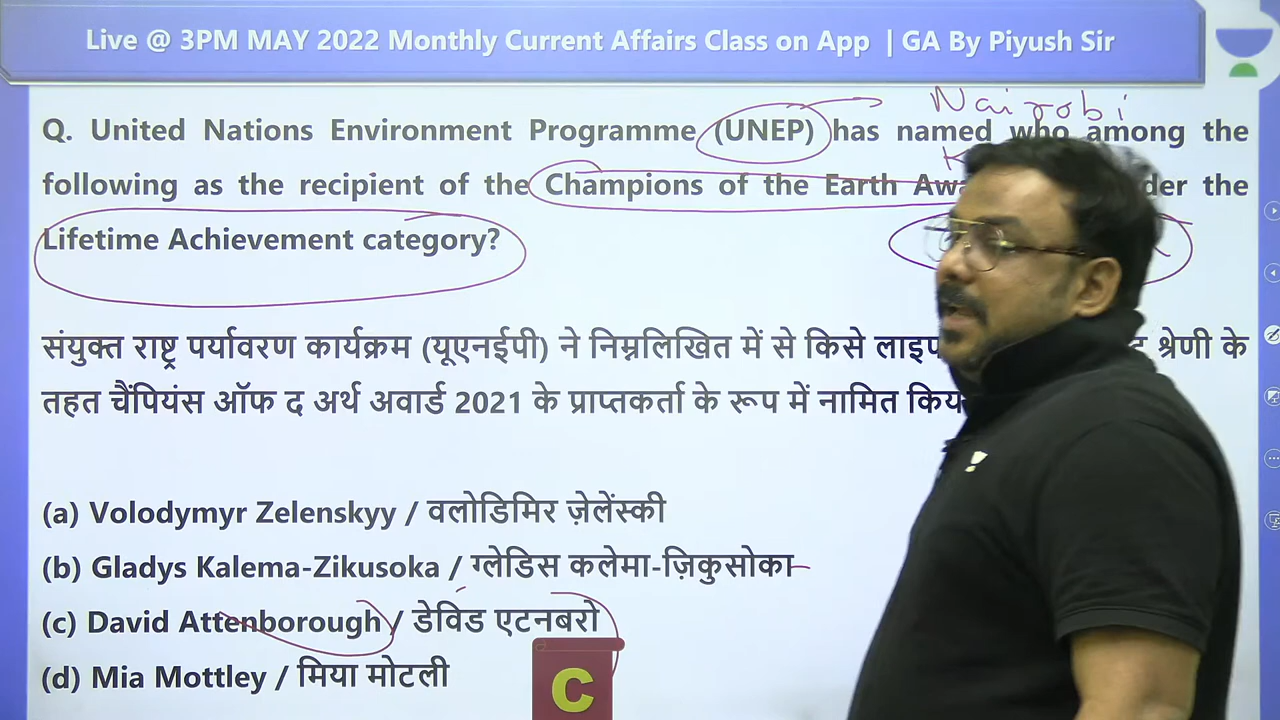 Live @ 3PM MAY 2022 Monthly Current Affairs Class on App | GA By Piyush Sir
Nairobi
Q. United Nations Environment Programme (UNEP) has named who among the
following as the recipient of the Champions of the Earth Awa der the
Lifetime Achievement category?
संयुक्त राष्ट्र पर्यावरण कार्यक्रम (यूएनईपी) ने निम्नलिखित में से किसे लाइफ श्रेणी के
तहत चैंपियंस ऑफ द अर्थ अवार्ड 2021 के प्राप्तकर्ता के रूप में नामित किय
(a) Volodymyr Zelenskyy / वलोडिमिर ज़ेलेंस्की
(b) Gladys Kalema-Zikusoka / ग्लेडिस कलेमा-ज़िकुसोका
(c) David Attenborough / डेविड एटनबरो
(d) Mia Mottley / मिया मोटली
C